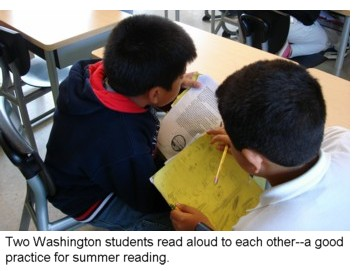 Two Washington students read aloud to each other--a good
practice for summer reading.